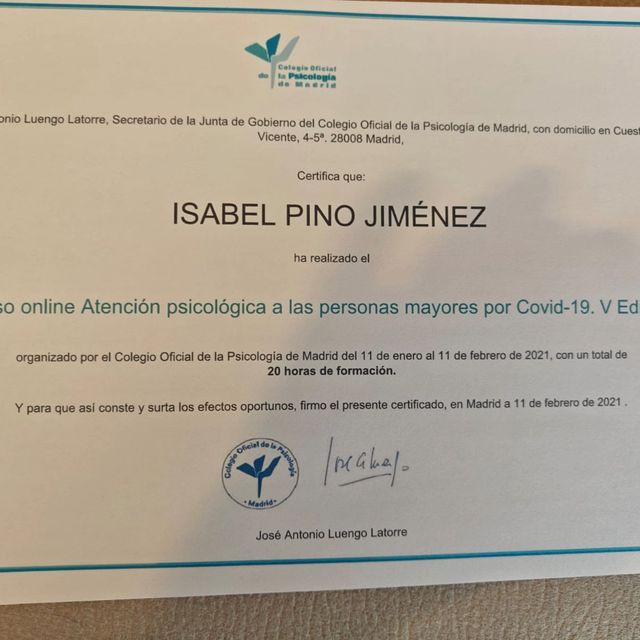 Colegio Oficial
de la Psicología
de Madrid
onio Luengo Latorre, Secretario de la Junta de Gobierno del Colegio Oficial de la Psicología de Madrid, con domicilio en Cuest
Vicente, 4-5ª. 28008 Madrid,
Certifica que:
ISABEL PINO JIMÉNEZ
ha realizado el
so online Atención psicológica a las personas mayores por Covid-19. V Ed
organizado por el Colegio Oficial de la Psicología de Madrid del 11 de enero al 11 de febrero de 2021, con un total de
20 horas de formación.
Y para que así conste y surta los efectos oportunos, firmo el presente certificado, en Madrid a 11 de febrero de 2021 .
Colegio Oficial de la Psicología
• Madrid •
José Antonio Luengo Latorre